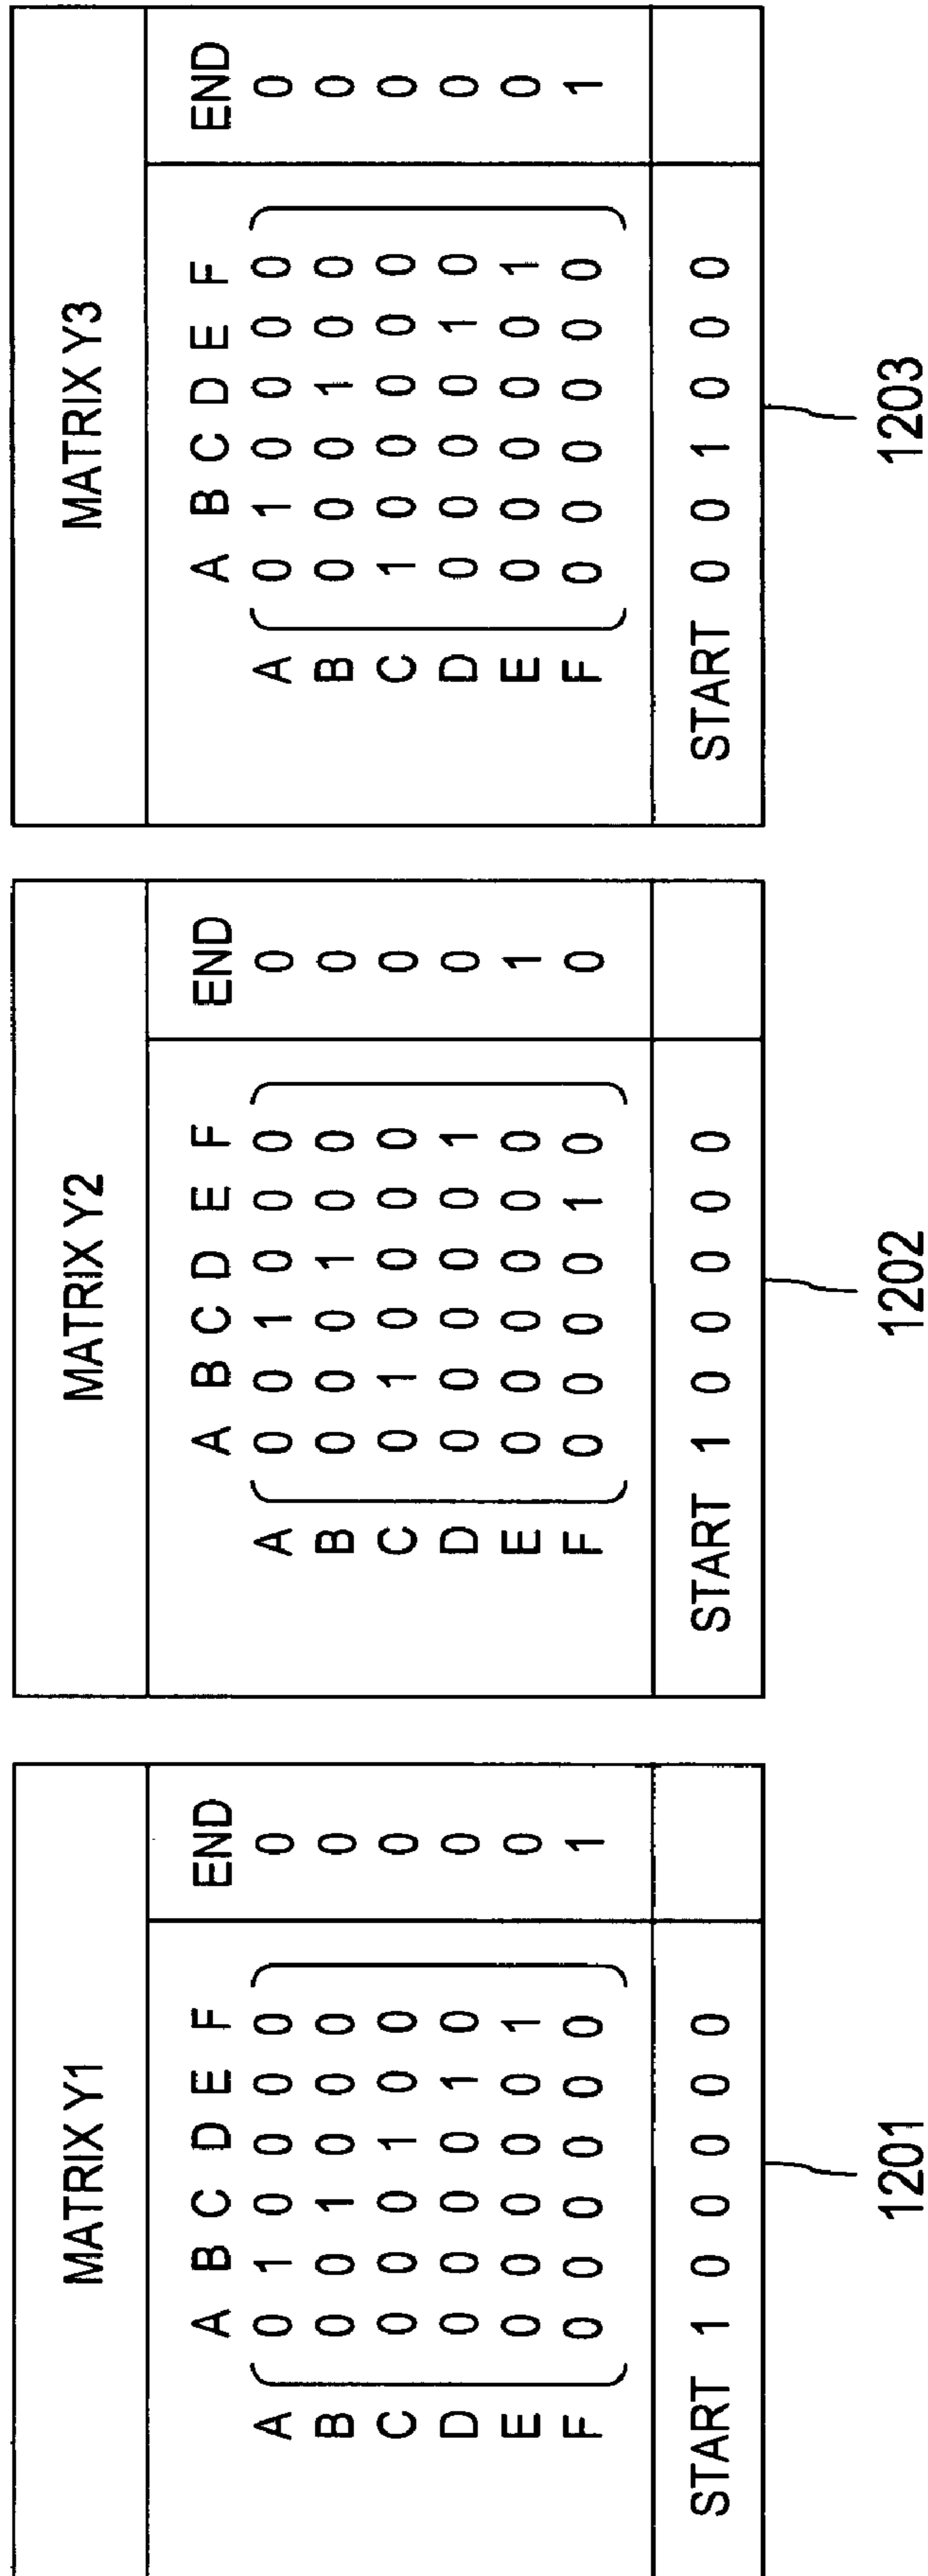 MATRIX Y1
A B C D E F END
A 0 1 0 0 0 0 0
B 0 0 1 0 0 0 0
C 0 0 0 1 0 0 0
D 0 0 0 0 1 0 0
E 0 0 0 0 0 1 0
F 0 0 0 0 0 0 1
START 1 0 0 0 0 0
1201
MATRIX Y2
A B C D E F END
A 0 0 1 0 0 0 0
B 0 0 0 1 0 0 0
C 0 1 0 0 0 0 0
D 0 0 0 0 0 1 0
E 0 0 0 0 0 0 1
F 0 0 0 0 1 0 0
START 1 0 0 0 0 0
1202
MATRIX Y3
A B C D E F END
A 0 1 0 0 0 0 0
B 0 0 0 1 0 0 0
C 1 0 0 0 0 0 0
D 0 0 0 0 1 0 0
E 0 0 0 0 0 1 0
F 0 0 0 0 0 0 1
START 0 0 1 0 0 0
1203